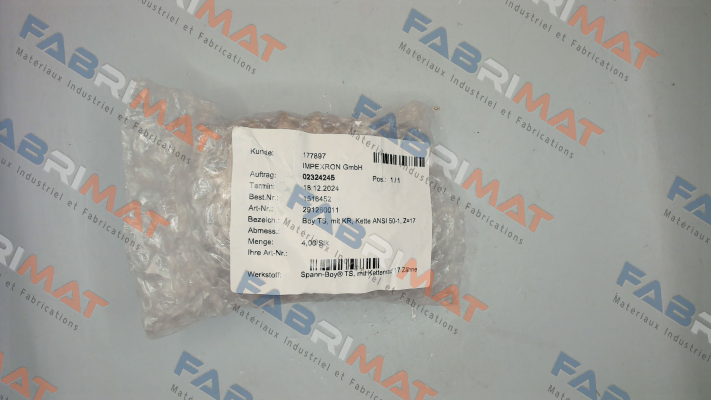 Kunse: 177897
IMPEXRON GmbH
Auftrag: 02324245 Pos.: 1 / 1
Termin: 18.12.2024
Best.Nr.: 1516452
Art-Nr.: 291280011
Bezeich.: Boy TS, mit KR, Kette ANSI 50-1, Z=17
Abmess.
Menge: 4,00 Stk
Ihre Art-Nr.:
Werkstoff: Spann-Boy® TS, mit Kettenrad 17 Zähne
FABRIMAT
Materiaux Industriel et Fabrications